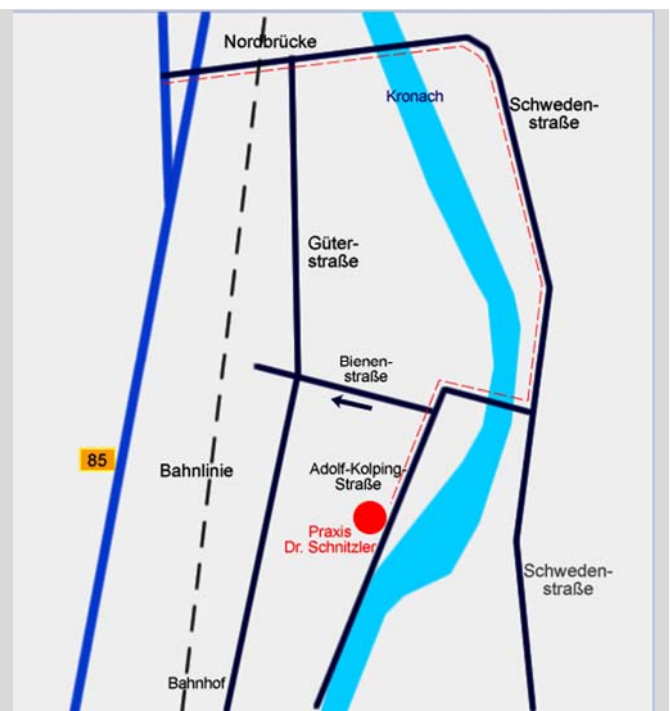 Nordbrücke
Kronach
Schweden-
straße
Güter-
straße
Bienen-
straße
85
Bahnlinie
Adolf-Kolping-
Straße
Praxis
Dr. Schnitzler
Schweden-
straße
Bahnhof